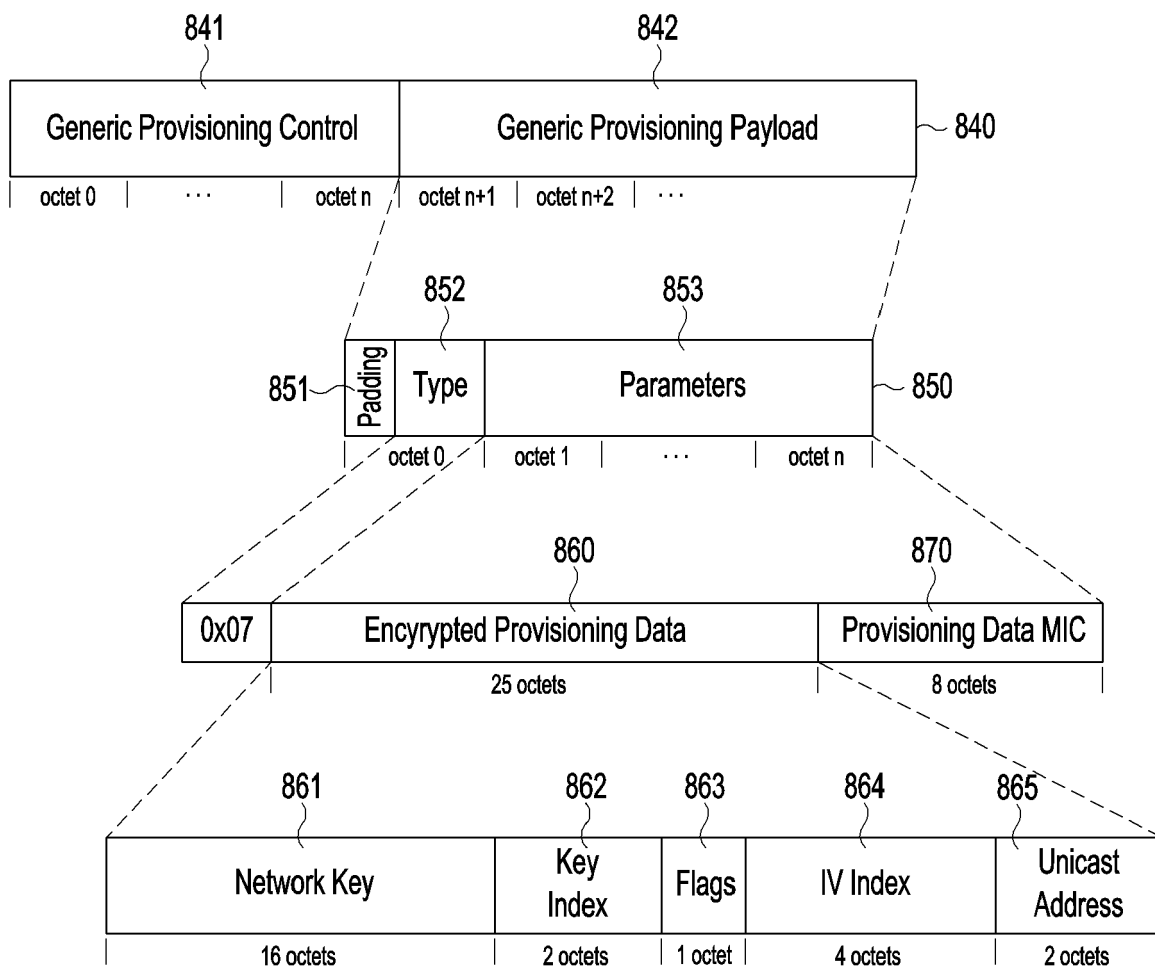 841 842
Generic Provisioning Control Generic Provisioning Payload 840
octet 0 ··· octet n octet n+1 octet n+2 ···
852 853
851 Padding Type Parameters 850
octet 0 octet 1 ··· octet n
860 870
0x07 Encyrypted Provisioning Data Provisioning Data MIC
25 octets 8 octets
861 862 863 864 865
Network Key Key Index Flags IV Index Unicast Address
16 octets 2 octets 1 octet 4 octets 2 octets